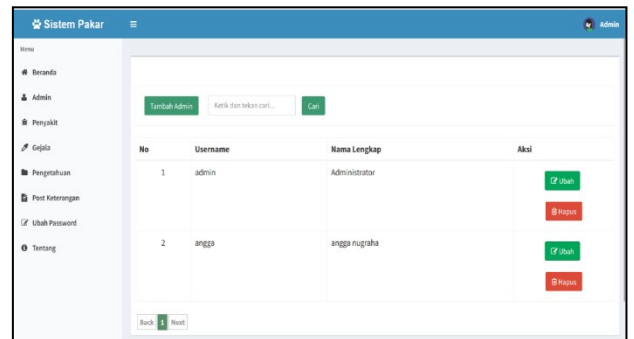 Sistem Pakar
Admin
Menu
Beranda
Admin
Penyakit
Gejala
Pengetahuan
Post Keterangan
Ubah Password
Tentang
Tambah Admin Ketik dan tekan cari... Cari
No Username Nama Lengkap Aksi
1 admin Administrator
Ubah
Hapus
2 angga angga nugraha
Ubah
Hapus
Back 1 Next